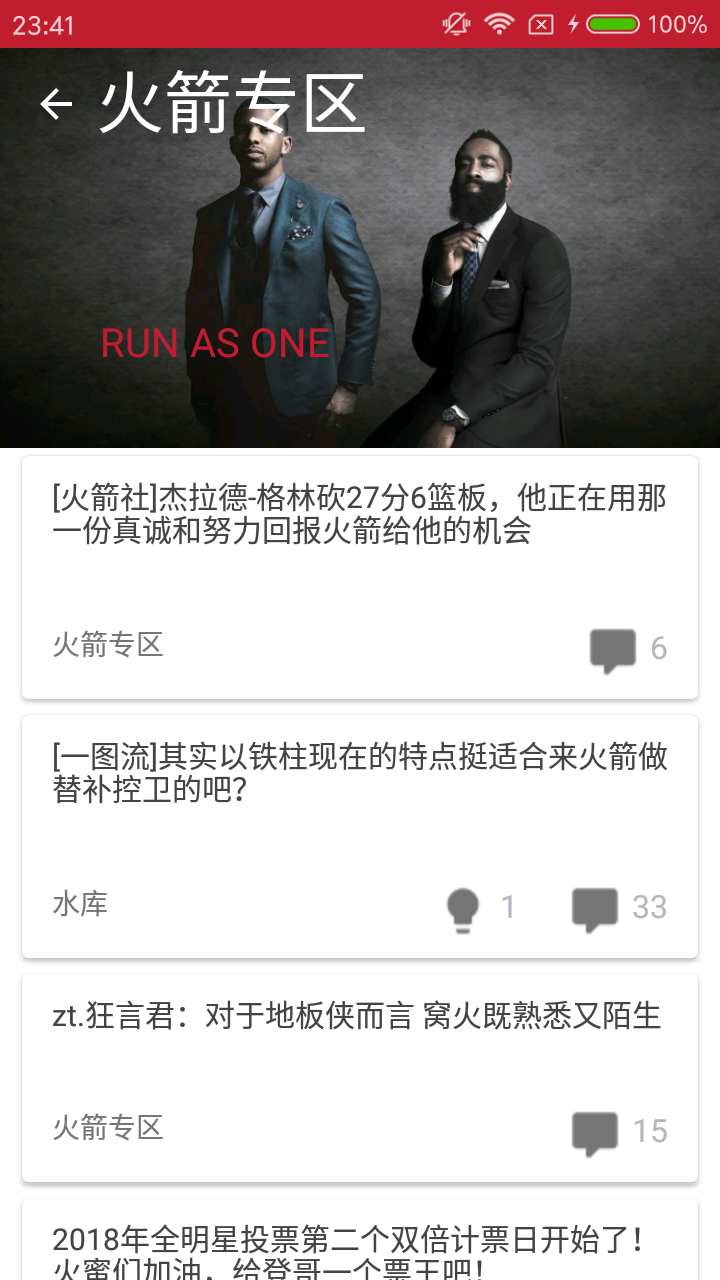 23:41
100%
火箭专区
RUN AS ONE
[火箭社]杰拉德-格林砍27分6篮板，他正在用那
一份真诚和努力回报火箭给他的机会
火箭专区
6
[一图流]其实以铁柱现在的特点挺适合来火箭做
替补控卫的吧？
水库
1
33
zt.狂言君：对于地板侠而言 窝火既熟悉又陌生
火箭专区
15
2018年全明星投票第二个双倍计票日开始了！
火蜜们加油，给登哥一个票王吧！